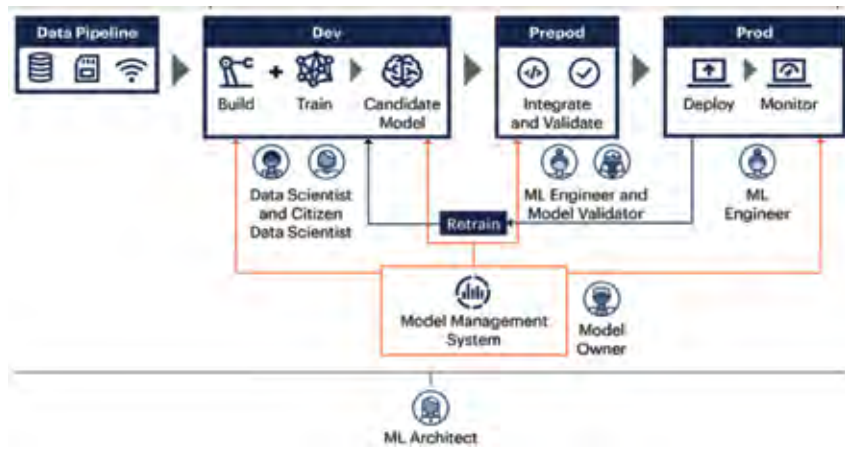 Data Pipeline
Dev
Prepod
Prod
Build
+
Train
Candidate
Model
</>
Integrate
and Validate
Deploy
Monitor
Data Scientist
and Citizen
Data Scientist
ML Engineer and
Model Validator
ML
Engineer
Retrain
Model Management
System
Model
Owner
ML Architect